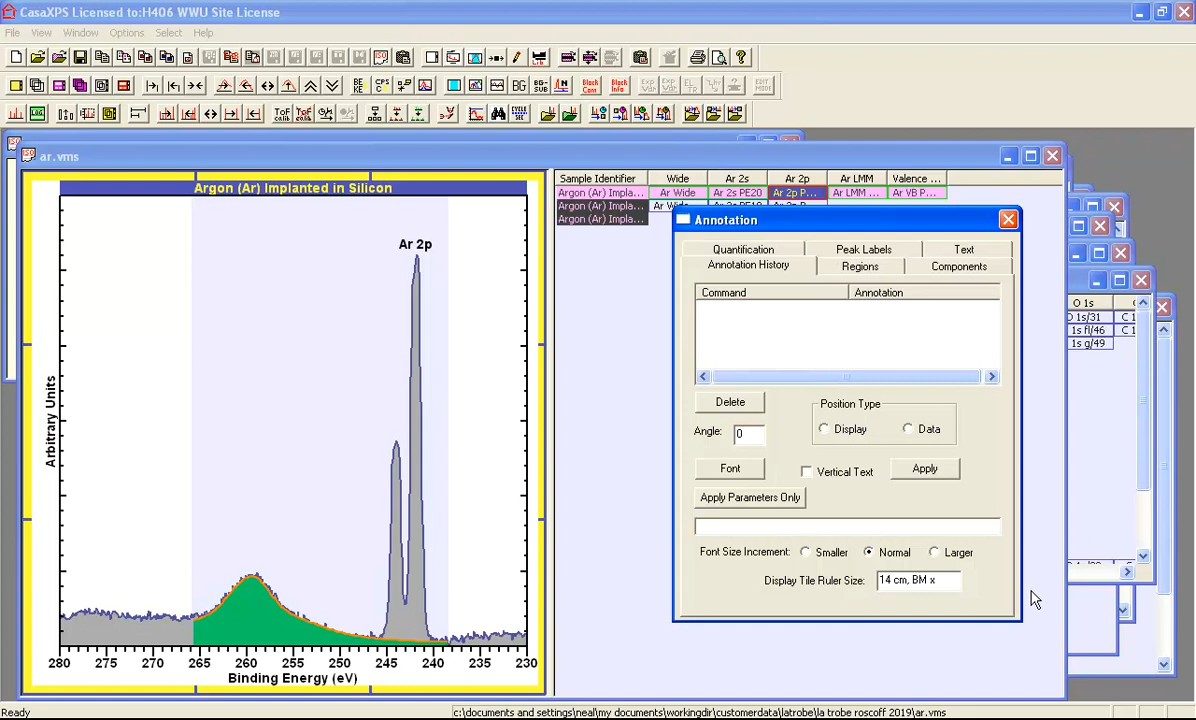 CasaXPS Licensed to:H406 WWU Site License
File View Window Options Select Help
ar.vms
Argon (Ar) Implanted in Silicon
Ar 2p
Arbitrary Units
280 275 270 265 260 255 250 245 240 235 230
Binding Energy (eV)
Sample Identifier Wide Ar 2s Ar 2p Ar LMM Valence ...
Argon (Ar) Impla... Ar Wide Ar 2s PE20 Ar 2p P... Ar LMM ... Ar VB P...
Argon (Ar) Impla...
Argon (Ar) Impla...
Annotation
Quantification Peak Labels Text
Annotation History Regions Components
Command Annotation
Delete
Position Type
Angle: 0
Display Data
Font
Vertical Text
Apply
Apply Parameters Only
Font Size Increment: Smaller Normal Larger
Display Tile Ruler Size: 14 cm, BM x
O 1s
1s fl/46
1s g/49
Ready
c:\documents and settings\neal\my documents\workingdir\customerdata\latrobe\la trobe roscoff 2019\ar.vms